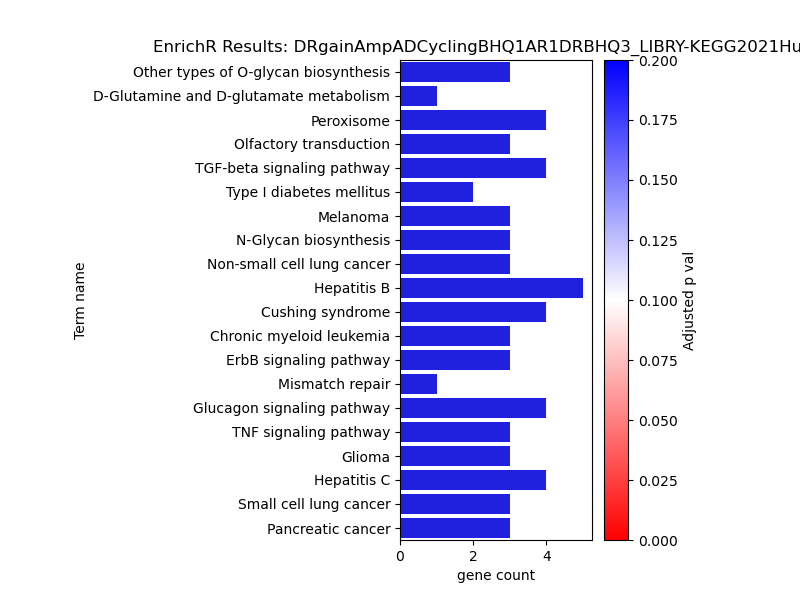 EnrichR Results: DRgainAmpADCyclingBHQ1AR1DRBHQ3_LIBRY-KEGG2021Hu
Other types of O-glycan biosynthesis
D-Glutamine and D-glutamate metabolism
Peroxisome
Olfactory transduction
TGF-beta signaling pathway
Type I diabetes mellitus
Melanoma
N-Glycan biosynthesis
Non-small cell lung cancer
Hepatitis B
Cushing syndrome
Chronic myeloid leukemia
ErbB signaling pathway
Mismatch repair
Glucagon signaling pathway
TNF signaling pathway
Glioma
Hepatitis C
Small cell lung cancer
Pancreatic cancer
Term name
0 2 4
gene count
0.200
0.175
0.150
0.125
0.100
0.075
0.050
0.025
0.000
Adjusted p val